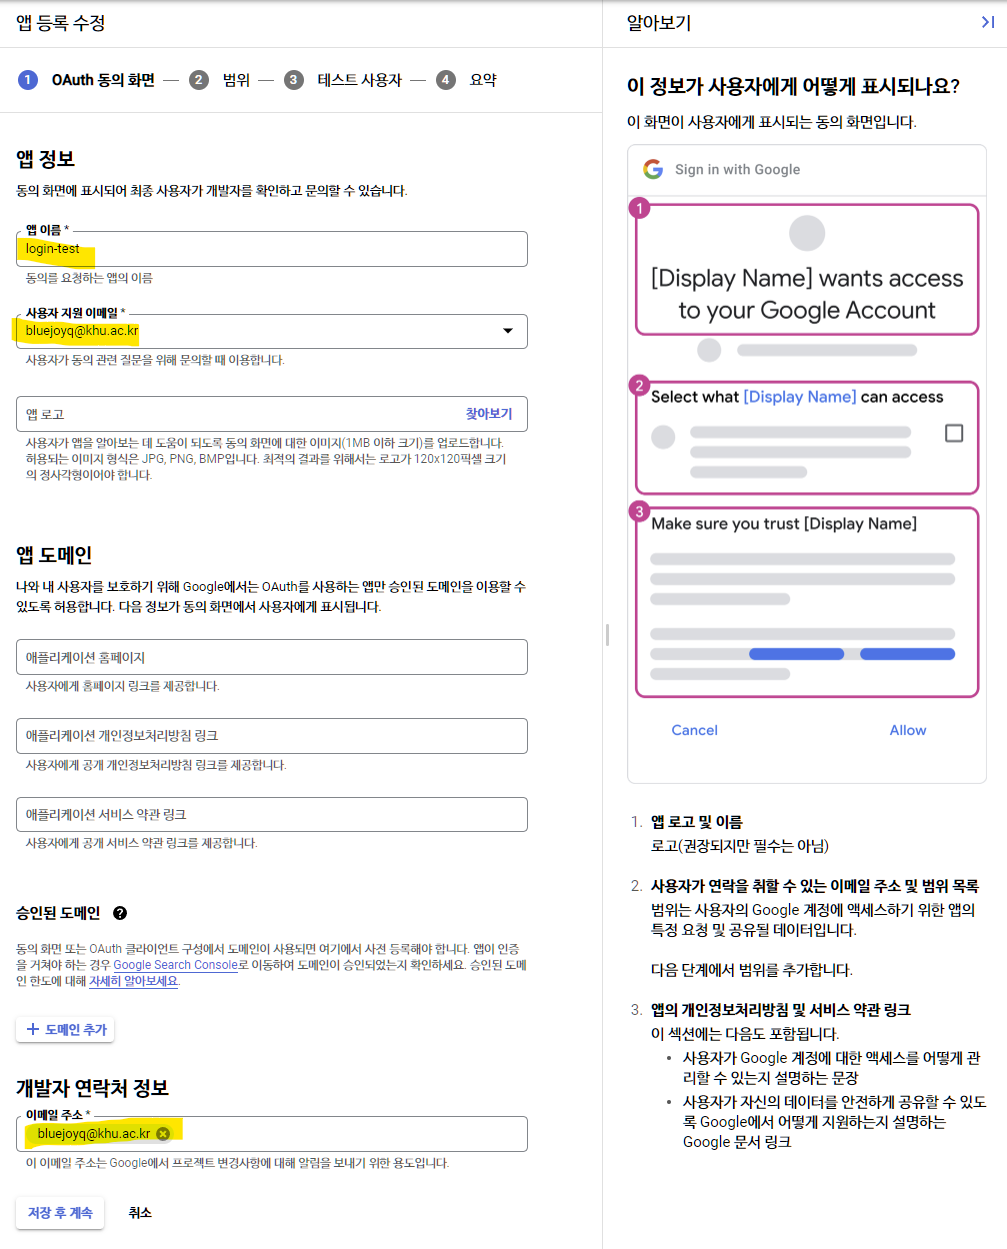 앱 등록 수정
1 OAuth 동의 화면 — 2 범위 — 3 테스트 사용자 — 4 요약
앱 정보
동의 화면에 표시되어 최종 사용자가 개발자를 확인하고 문의할 수 있습니다.
앱 이름 *
login-test
동의를 요청하는 앱의 이름
사용자 지원 이메일 *
bluejoyq@khu.ac.kr
사용자가 동의 관련 질문을 위해 문의할 때 이용합니다.
앱 로고 찾아보기
사용자가 앱을 알아보는 데 도움이 되도록 동의 화면에 대한 이미지(1MB 이하 크기)를 업로드합니다.
허용되는 이미지 형식은 JPG, PNG, BMP입니다. 최적의 결과를 위해서는 로고가 120x120픽셀 크기
의 정사각형이어야 합니다.
앱 도메인
나와 내 사용자를 보호하기 위해 Google에서는 OAuth를 사용하는 앱만 승인된 도메인을 이용할 수
있도록 허용합니다. 다음 정보가 동의 화면에서 사용자에게 표시됩니다.
애플리케이션 홈페이지
사용자에게 홈페이지 링크를 제공합니다.
애플리케이션 개인정보처리방침 링크
사용자에게 공개 개인정보처리방침 링크를 제공합니다.
애플리케이션 서비스 약관 링크
사용자에게 공개 서비스 약관 링크를 제공합니다.
승인된 도메인 ?
동의 화면 또는 OAuth 클라이언트 구성에서 도메인이 사용되면 여기에서 사전 등록해야 합니다. 앱이 인증
을 거쳐야 하는 경우 Google Search Console로 이동하여 도메인이 승인되었는지 확인하세요. 승인된 도메
인 한도에 대해 자세히 알아보세요.
+ 도메인 추가
개발자 연락처 정보
이메일 주소 *
bluejoyq@khu.ac.kr
이 이메일 주소는 Google에서 프로젝트 변경사항에 대해 알림을 보내기 위한 용도입니다.
저장 후 계속 취소
알아보기
이 정보가 사용자에게 어떻게 표시되나요?
이 화면이 사용자에게 표시되는 동의 화면입니다.
G Sign in with Google
1
[Display Name] wants access
to your Google Account
2
Select what [Display Name] can access
3
Make sure you trust [Display Name]
Cancel Allow
1. 앱 로고 및 이름
로고(권장되지만 필수는 아님)
2. 사용자가 연락을 취할 수 있는 이메일 주소 및 범위 목록
범위는 사용자의 Google 계정에 액세스하기 위한 앱의
특정 요청 및 공유될 데이터입니다.
다음 단계에서 범위를 추가합니다.
3. 앱의 개인정보처리방침 및 서비스 약관 링크
이 섹션에는 다음도 포함됩니다.
• 사용자가 Google 계정에 대한 액세스를 어떻게 관
리할 수 있는지 설명하는 문장
• 사용자가 자신의 데이터를 안전하게 공유할 수 있도
록 Google에서 어떻게 지원하는지 설명하는
Google 문서 링크